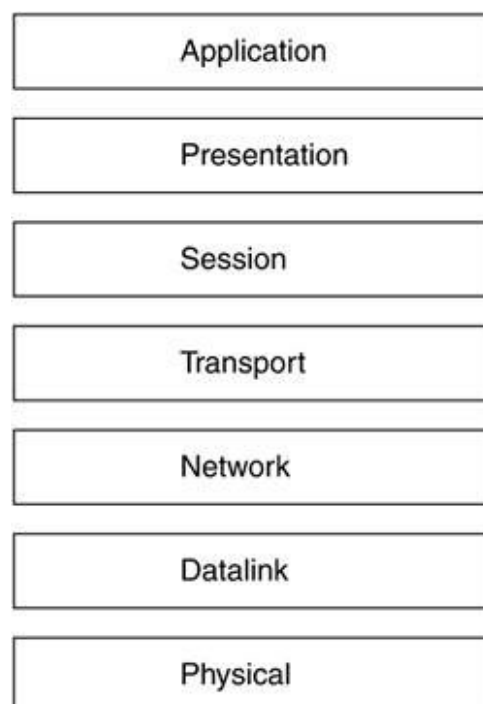 Application
Presentation
Session
Transport
Network
Datalink
Physical